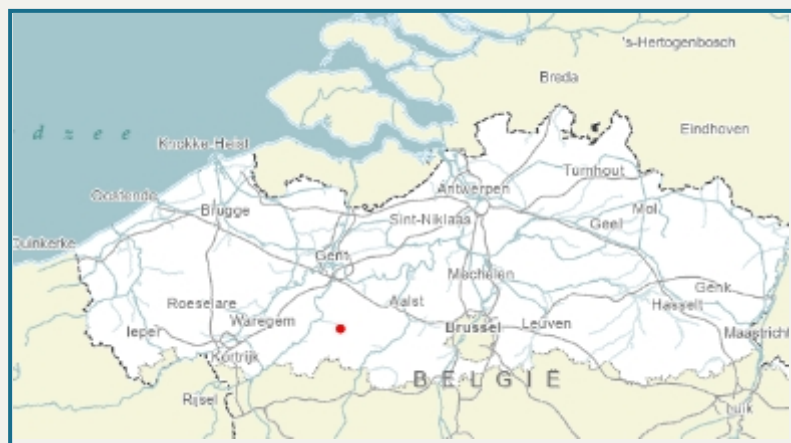 's-Hertogenbosch
Breda
d z e e
Eindhoven
Knokke-Heist
Turnhout
Oostende
Antwerpen
Mol
Brugge
Sint-Niklaas
Geel
Duinkerke
Gent
Mechelen
Genk
Roeselare
Aalst
Hasselt
Waregem
Ieper
Brussel
Leuven
Maastricht
Kortrijk
BELGIË
Rijsel
Luik